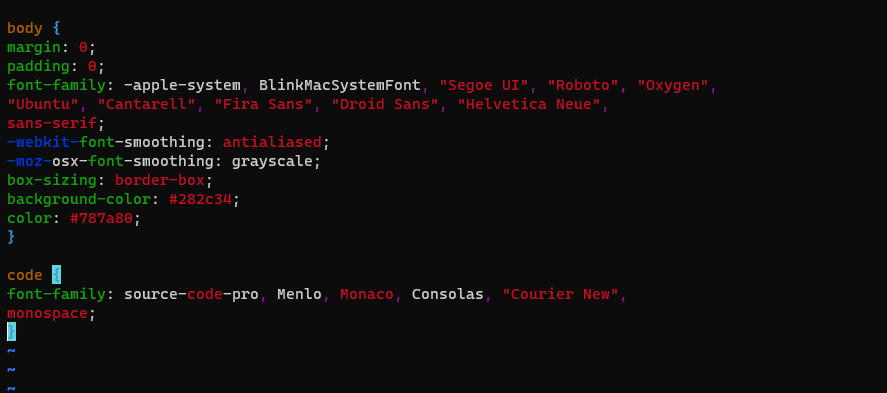 body {
margin: 0;
padding: 0;
font-family: -apple-system, BlinkMacSystemFont, "Segoe UI", "Roboto", "Oxygen",
"Ubuntu", "Cantarell", "Fira Sans", "Droid Sans", "Helvetica Neue",
sans-serif;
-webkit-font-smoothing: antialiased;
-moz-osx-font-smoothing: grayscale;
box-sizing: border-box;
background-color: #282c34;
color: #787a80;
}

code {
font-family: source-code-pro, Menlo, Monaco, Consolas, "Courier New",
monospace;
}
~
~
~